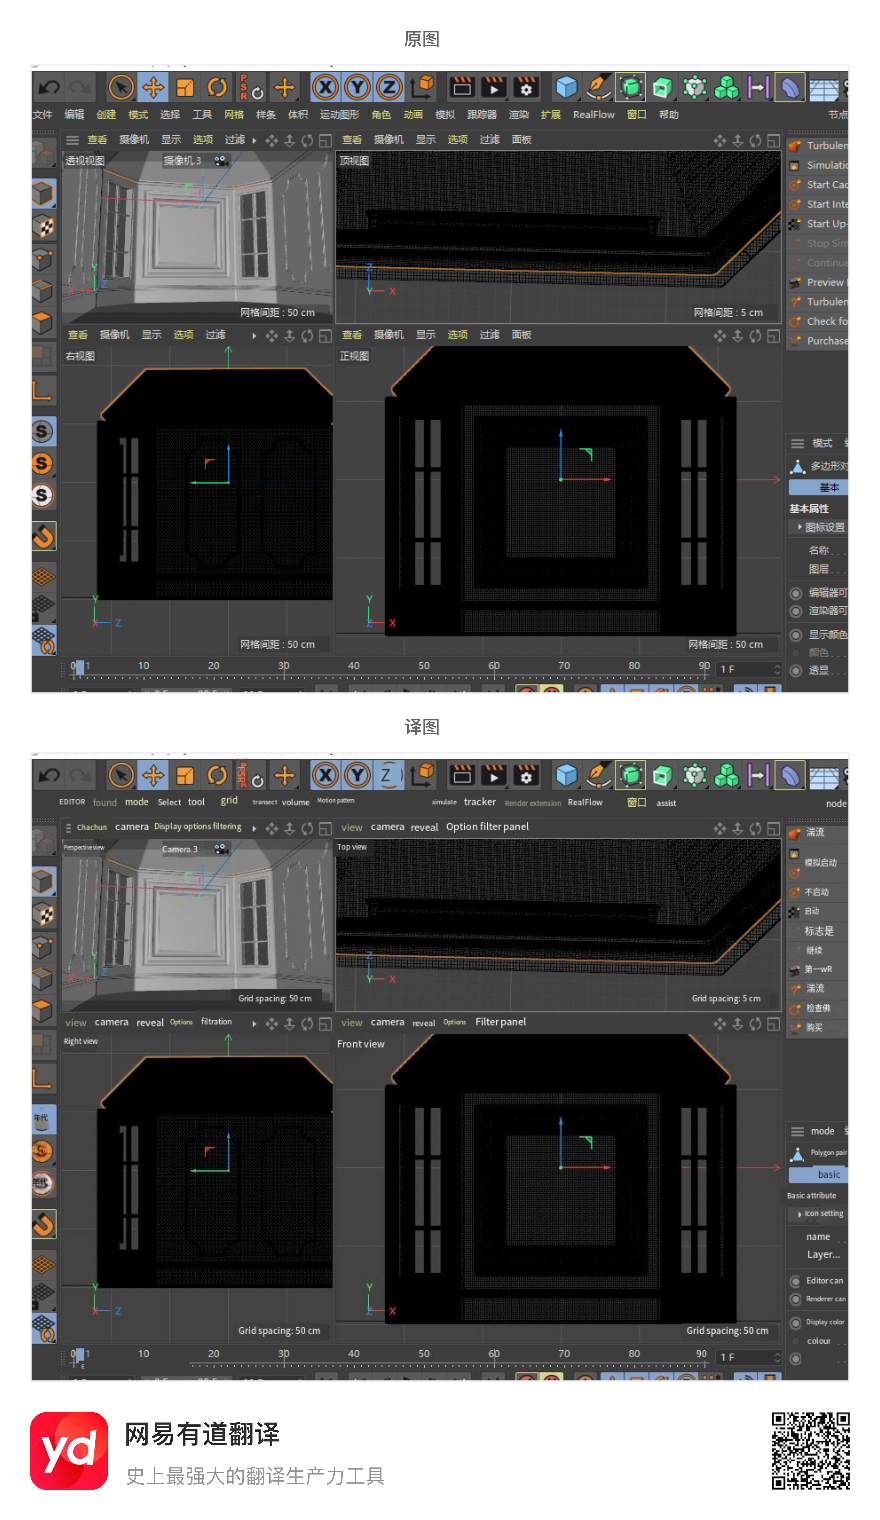 原图
文件 编辑 创建 模式 选择 工具 网格 样条 体积 运动图形 角色 动画 模拟 跟踪器 渲染 扩展 RealFlow 窗口 帮助 节点
查看 摄像机 显示 选项 过滤 查看 摄像机 显示 选项 过滤 面板
透视视图 摄像机.3 顶视图
Turbulen
Simulatio
Start Cac
Start Inte
Start Up-
Stop Sim
Continue
Preview
Turbulen
Check fo
Purchase
网格间距 : 50 cm 网格间距 : 5 cm
查看 摄像机 显示 选项 过滤 查看 摄像机 显示 选项 过滤 面板
右视图 正视图
模式
多边形对
基本
基本属性
图标设置
名称 . . .
图层 . . .
编辑器可
渲染器可
显示颜色
颜色 . . .
透显 . . .
网格间距 : 50 cm 网格间距 : 50 cm
0 1 10 20 30 40 50 60 70 80 90 1 F
译图
EDITOR found mode Select tool grid transect volume Motion pattern simulate tracker Render extension RealFlow 窗口 assist node
Chachun camera Display options filtering view camera reveal Option filter panel
Perspective view Camera.3 Top view
湍流
模拟启动
不启动
启动
标志是
继续
第一wR
湍流
检查佛
购买
Grid spacing: 50 cm Grid spacing: 5 cm
view camera reveal Options filtration view camera reveal Options Filter panel
Right view Front view
mode
Polygon pair
basic
Basic attribute
Icon setting
name
Layer...
Editor can
Renderer can
Display color
colour
Grid spacing: 50 cm Grid spacing: 50 cm
0 1 10 20 30 40 50 60 70 80 90 1 F
yd 网易有道翻译
史上最强大的翻译生产力工具